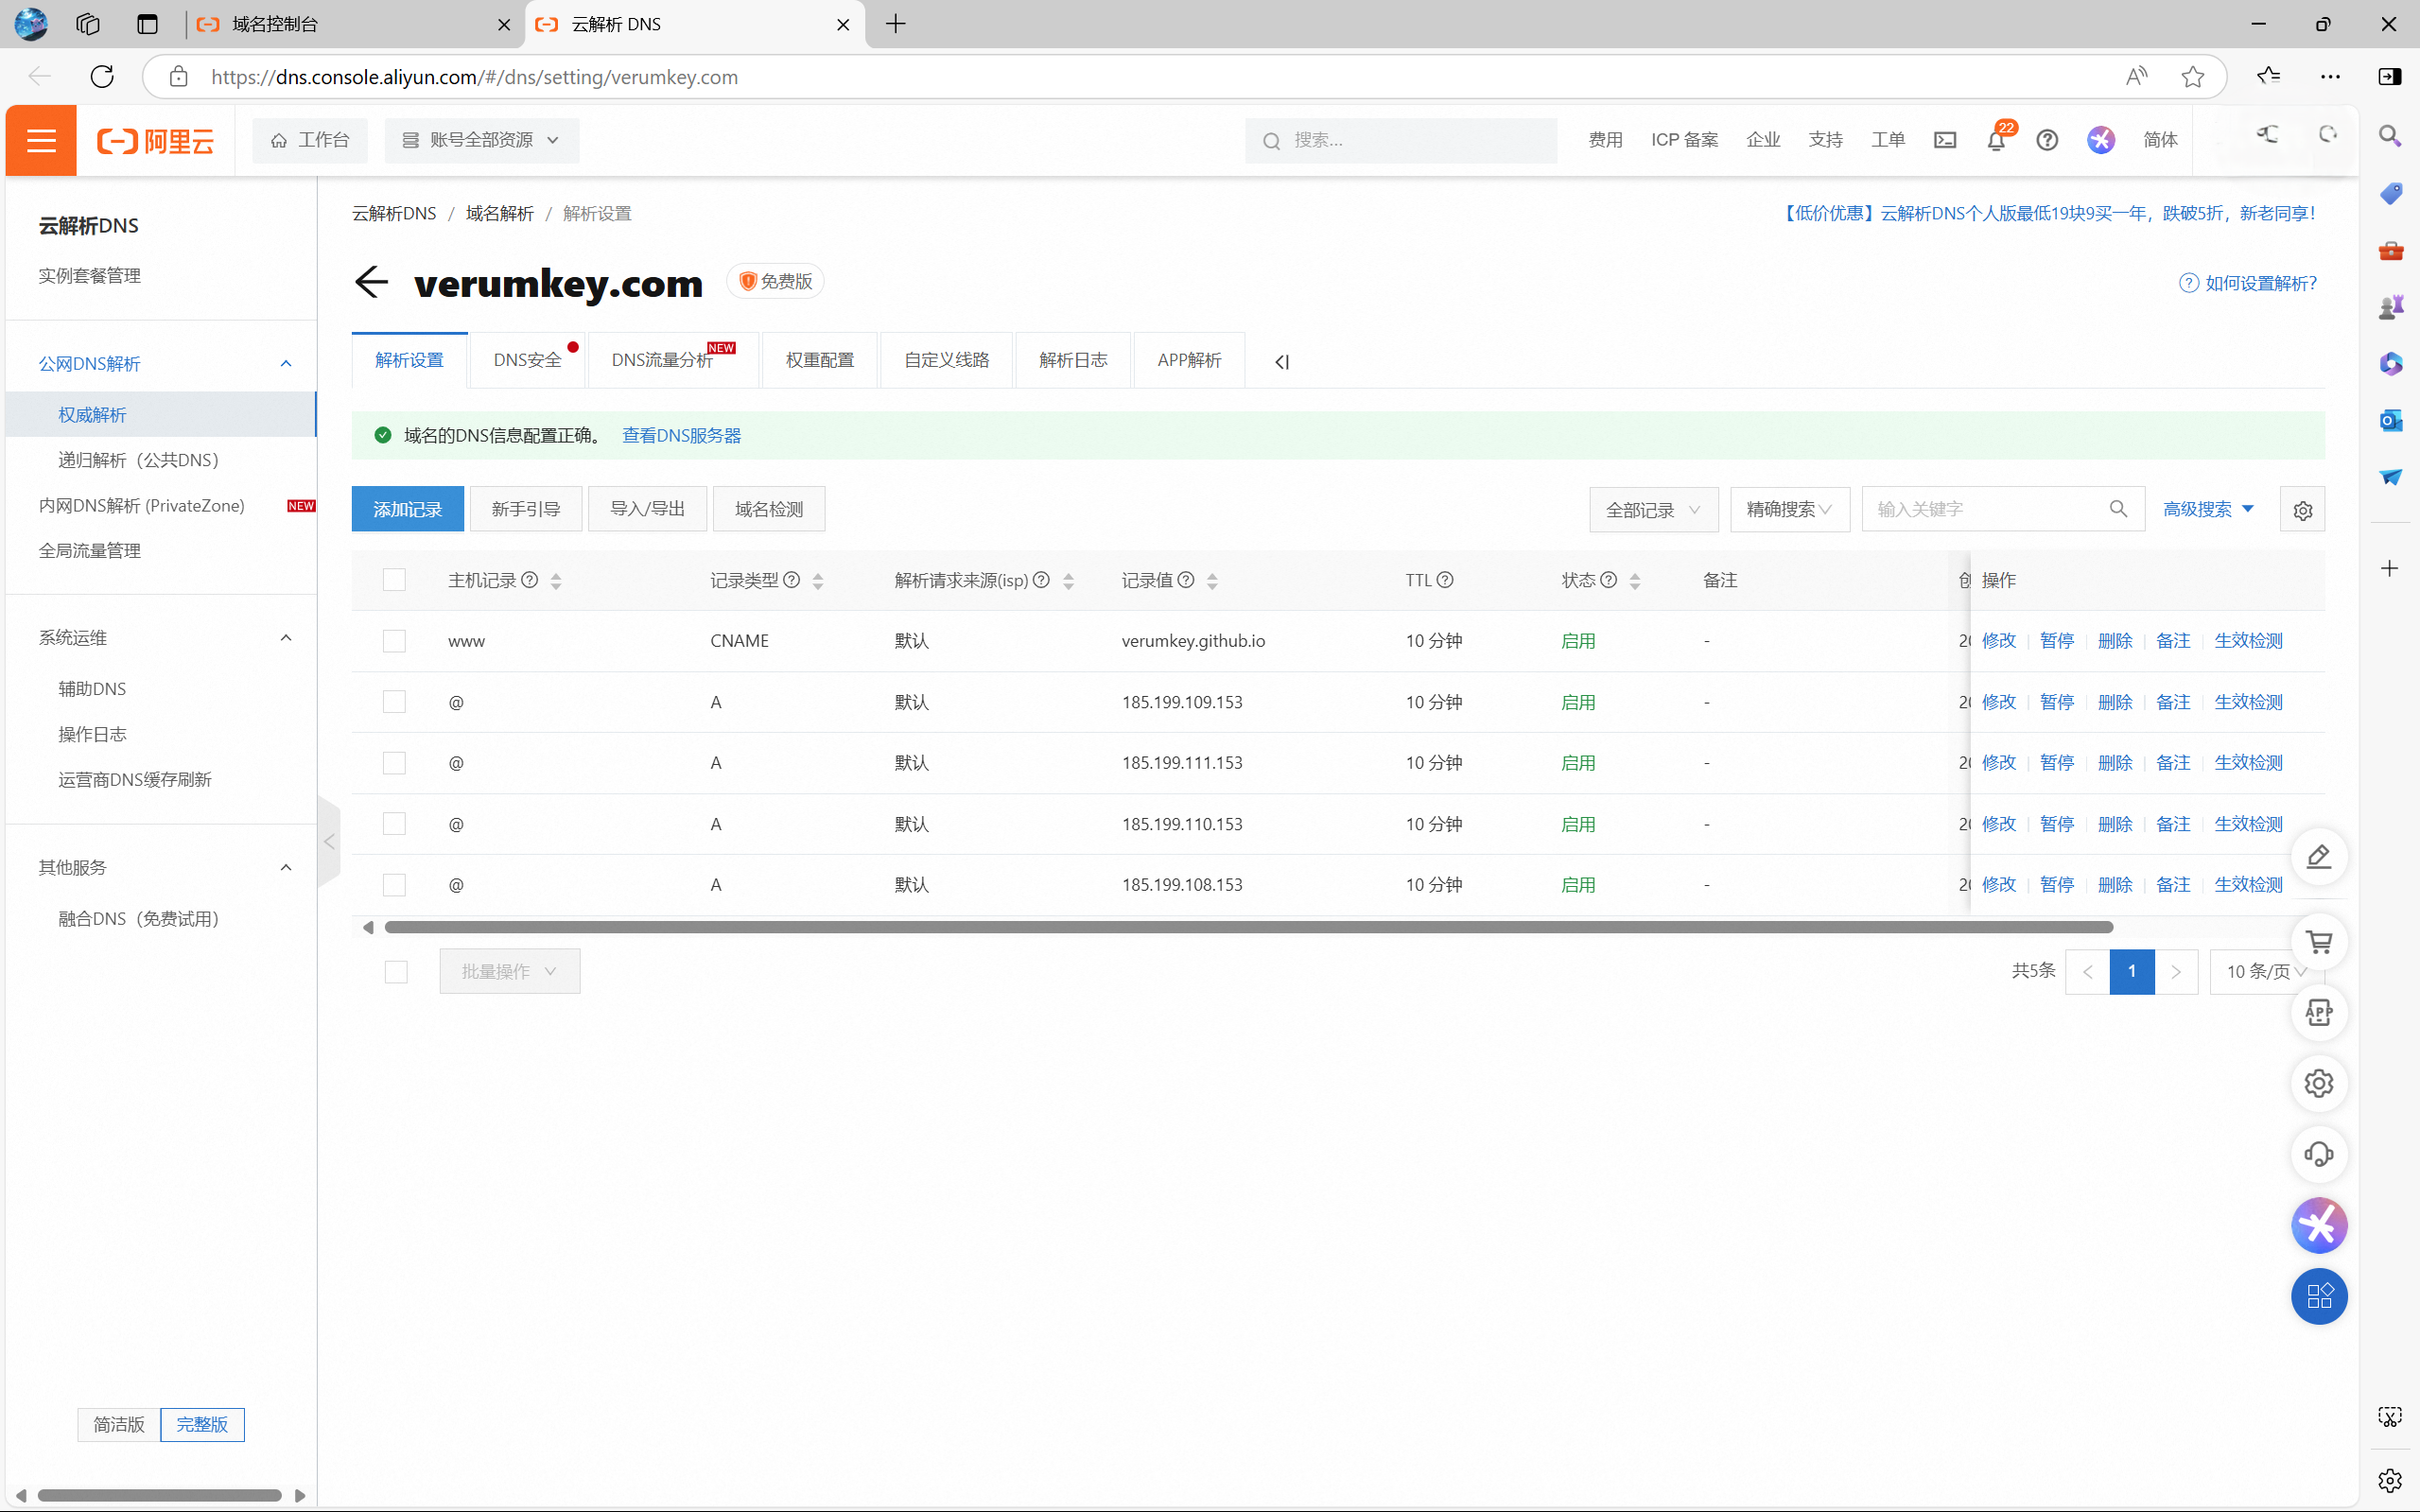 域名控制台
云解析 DNS
https://dns.console.aliyun.com/#/dns/setting/verumkey.com
阿里云
工作台
账号全部资源
搜索...
费用
ICP 备案
企业
支持
工单
22
简体
云解析DNS
实例套餐管理
公网DNS解析
权威解析
递归解析（公共DNS）
内网DNS解析 (PrivateZone) NEW
全局流量管理
系统运维
辅助DNS
操作日志
运营商DNS缓存刷新
其他服务
融合DNS（免费试用）
简洁版 完整版
云解析DNS / 域名解析 / 解析设置
【低价优惠】云解析DNS个人版最低19块9买一年，跌破5折，新老同享！
verumkey.com 免费版
如何设置解析？
解析设置 DNS安全 DNS流量分析 NEW 权重配置 自定义线路 解析日志 APP解析
域名的DNS信息配置正确。 查看DNS服务器
添加记录 新手引导 导入/导出 域名检测 全部记录 精确搜索 输入关键字 高级搜索
主机记录 记录类型 解析请求来源(isp) 记录值 TTL 状态 备注 创 操作
www CNAME 默认 verumkey.github.io 10 分钟 启用 - 20 修改 暂停 删除 备注 生效检测
@ A 默认 185.199.109.153 10 分钟 启用 - 20 修改 暂停 删除 备注 生效检测
@ A 默认 185.199.111.153 10 分钟 启用 - 20 修改 暂停 删除 备注 生效检测
@ A 默认 185.199.110.153 10 分钟 启用 - 20 修改 暂停 删除 备注 生效检测
@ A 默认 185.199.108.153 10 分钟 启用 - 20 修改 暂停 删除 备注 生效检测
批量操作 共5条 1 10 条/页
APP